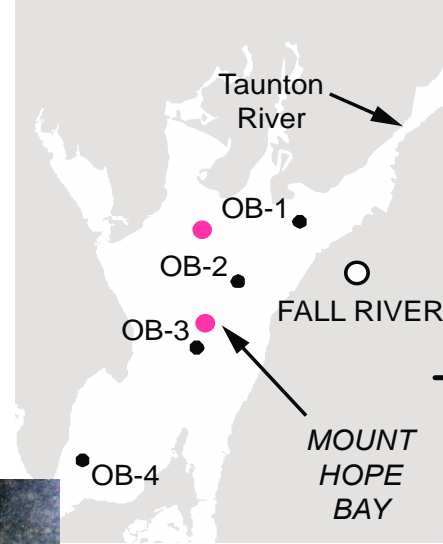 Taunton
River
OB-1
OB-2
FALL RIVER
OB-3
MOUNT
HOPE
BAY
OB-4